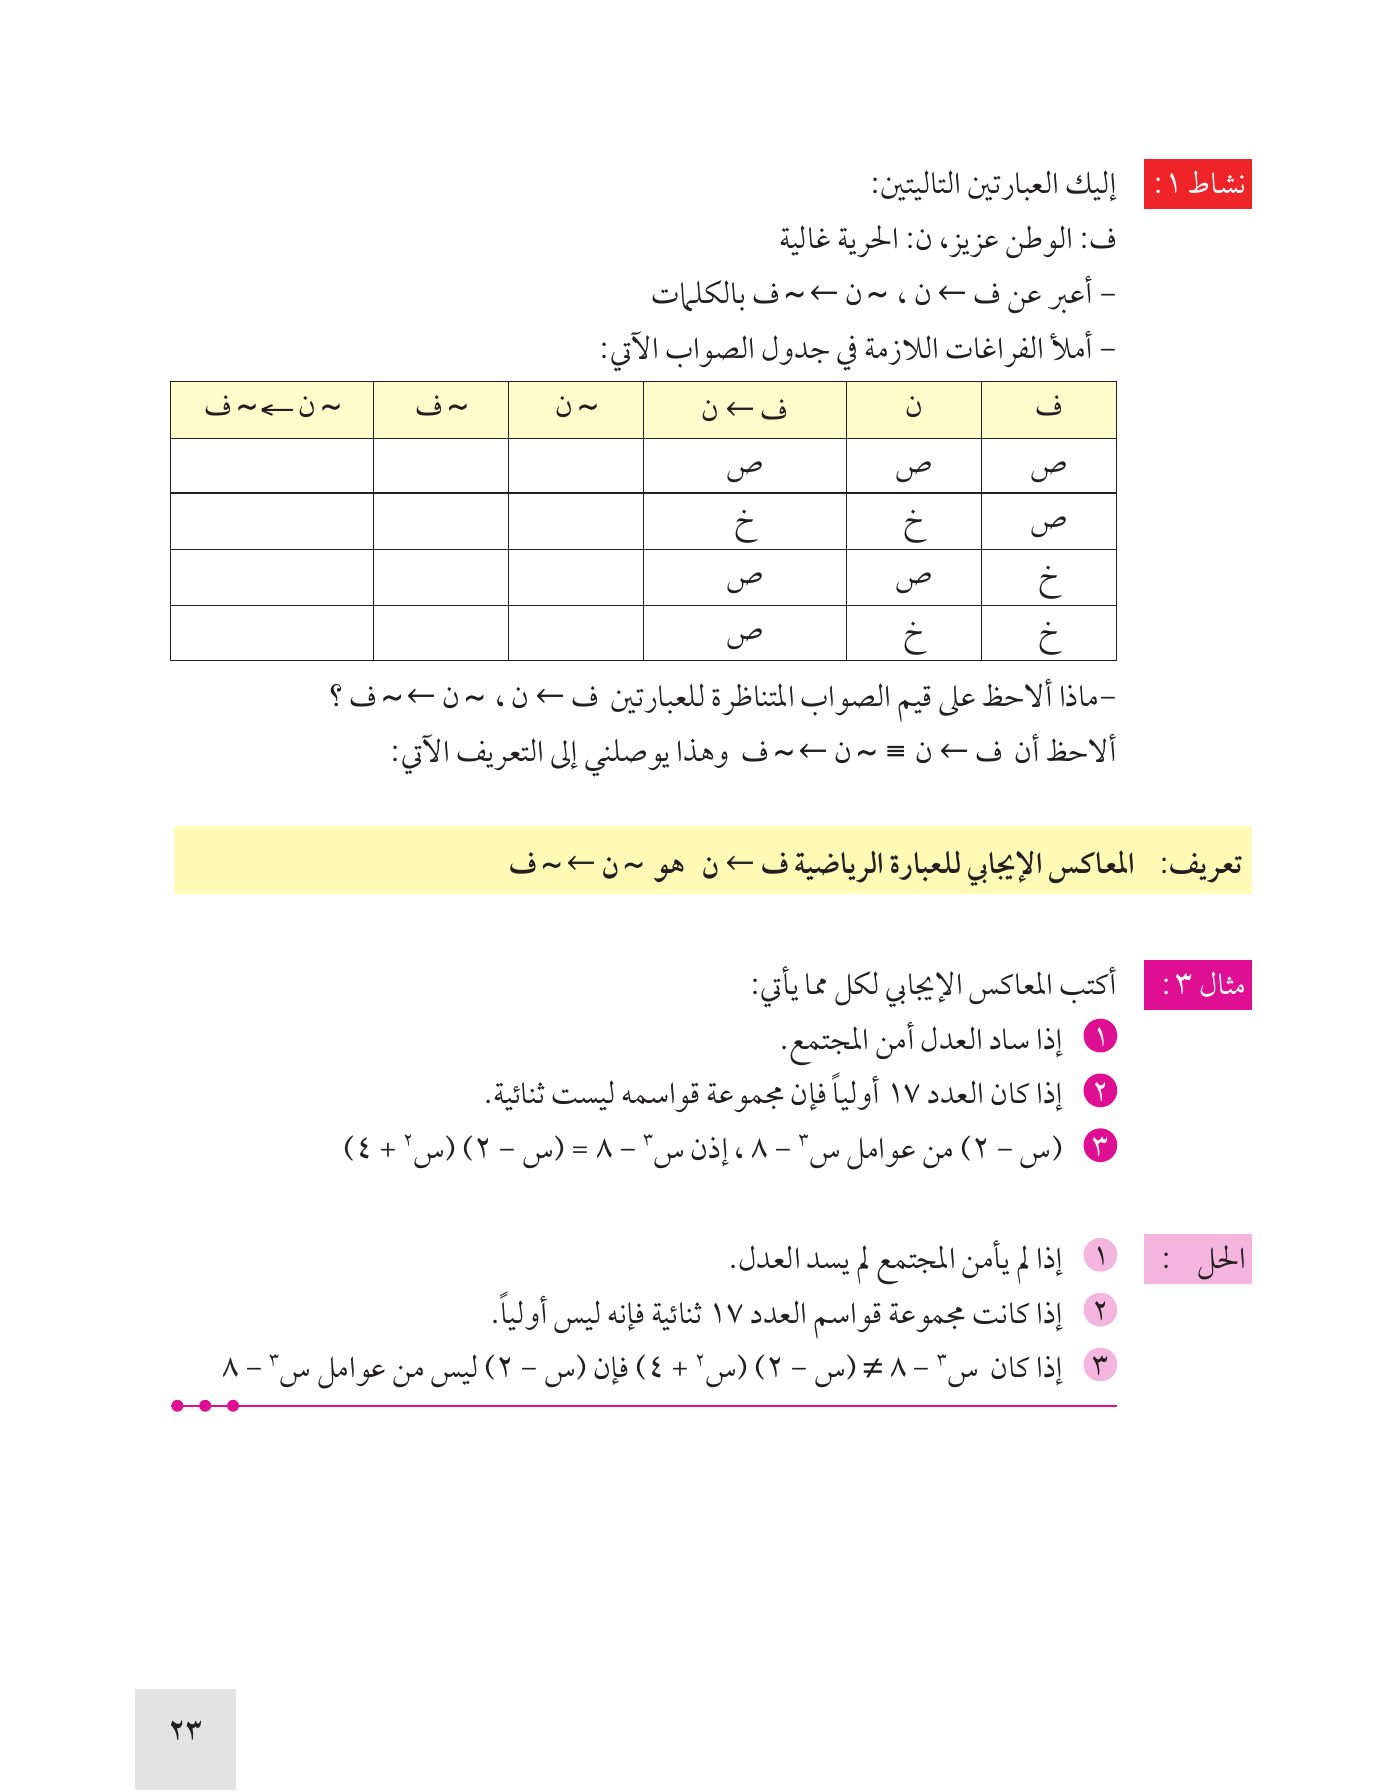 نشاط ١ : إليك العبارتين التاليتين:
ف: الوطن عزيز، ن: الحرية غالية
– أعبر عن ف ← ن ، ~ ن ← ~ ف بالكلمات
– أملأ الفراغات اللازمة في جدول الصواب الآتي:
ف ن ف ← ن ~ ن ~ ف ~ ن ← ~ ف
ص ص ص
ص خ خ
خ ص ص
خ خ ص
–ماذا ألاحظ على قيم الصواب المتناظرة للعبارتين ف ← ن ، ~ ن ← ~ ف ؟
ألاحظ أن ف ← ن ≡ ~ ن ← ~ ف وهذا يوصلني إلى التعريف الآتي:
تعريف: المعاكس الإيجابي للعبارة الرياضية ف ← ن هو ~ ن ← ~ ف
مثال ٣ : أكتب المعاكس الإيجابي لكل مما يأتي:
١ إذا ساد العدل أمن المجتمع.
٢ إذا كان العدد ١٧ أولياً فإن مجموعة قواسمه ليست ثنائية.
٣ (س – ٢) من عوامل س٣ – ٨ ، إذن س٣ – ٨ = (س – ٢) (س٢ + ٤)
الحل : ١ إذا لم يأمن المجتمع لم يسد العدل.
٢ إذا كانت مجموعة قواسم العدد ١٧ ثنائية فإنه ليس أولياً.
٣ إذا كان س٣ – ٨ ≠ (س – ٢) (س٢ + ٤) فإن (س – ٢) ليس من عوامل س٣ – ٨
٢٣